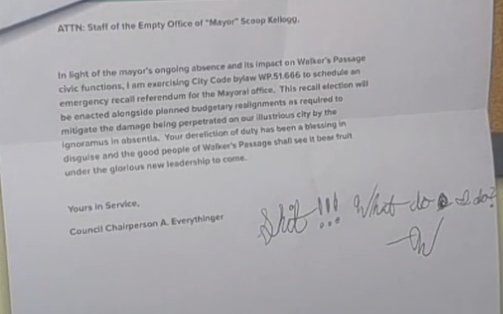 ATTN: Staff of the Empty Office of "Mayor" Scoop Kellogg,
In light of the mayor's ongoing absence and its impact on Walker's Passage
civic functions, I am exercising City Code bylaw WP.51.666 to schedule an
emergency recall referendum for the Mayoral office. This recall election will
be enacted alongside planned budgetary realignments as required to
mitigate the damage being perpetrated on our illustrious city by the
ignoramus in absentia. Your dereliction of duty has been a blessing in
disguise and the good people of Walker's Passage shall see it bear fruit
under the glorious new leadership to come.
Yours in Service,
Council Chairperson A. Everythinger
Shit!!! What do I do?